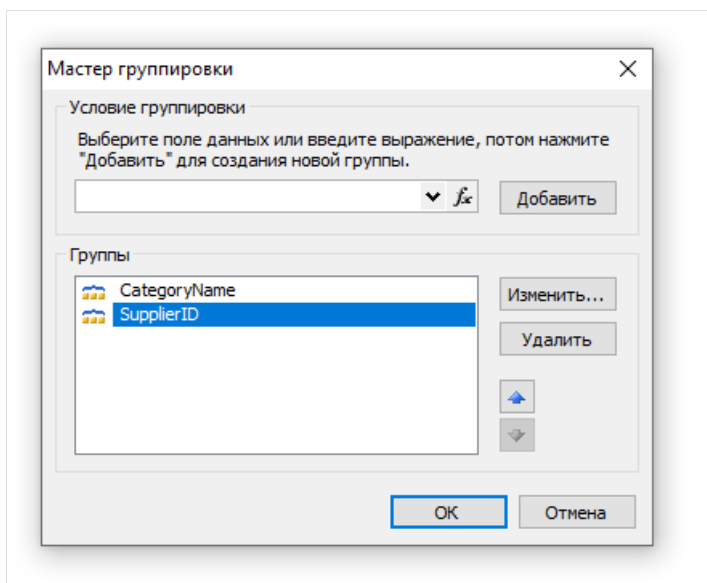 Мастер группировки
Условие группировки
Выберите поле данных или введите выражение, потом нажмите
"Добавить" для создания новой группы.
fx
Добавить
Группы
CategoryName
SupplierID
Изменить...
Удалить
OK
Отмена